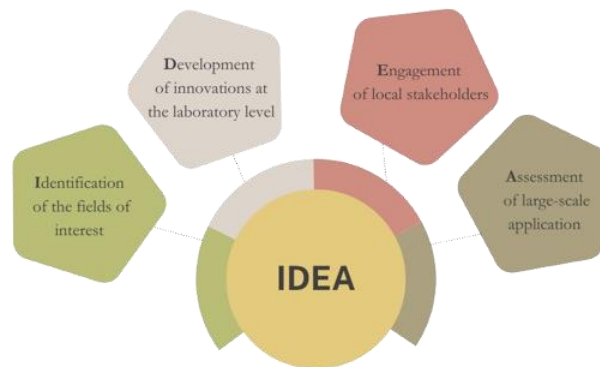 Identification
of the fields of
interest
Development
of innovations at
the laboratory level
Engagement
of local stakeholders
Assessment
of large-scale
application
IDEA